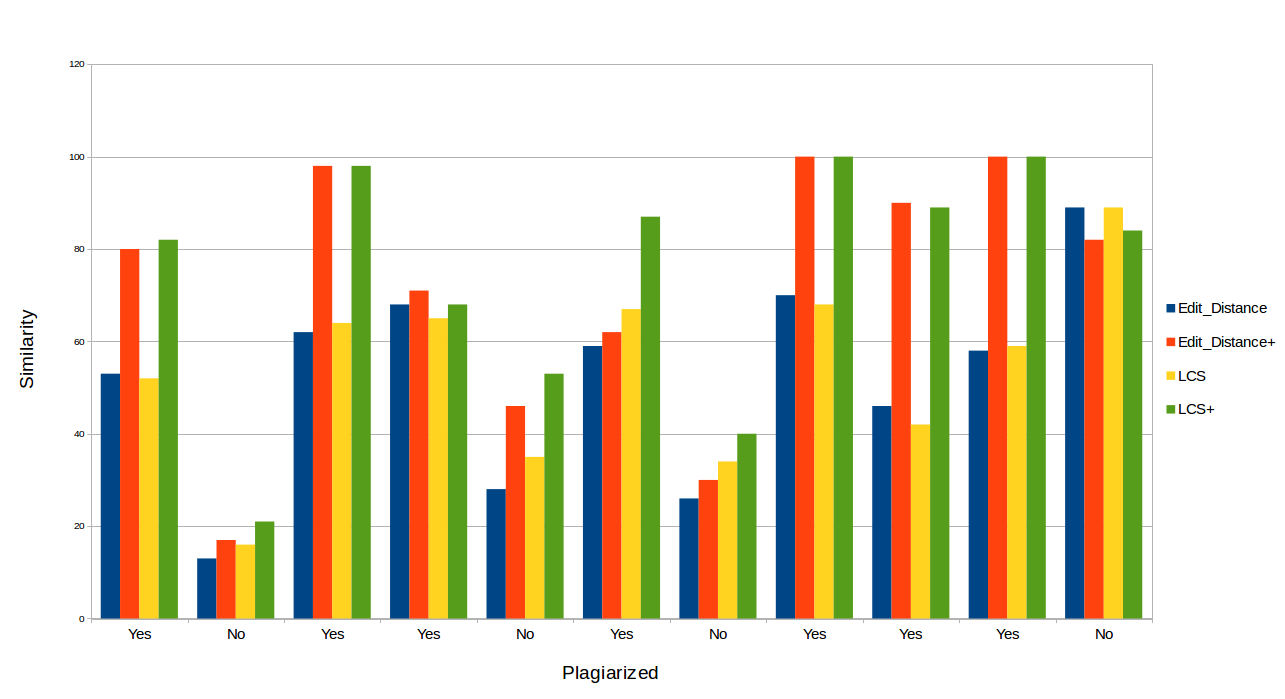 120
100
80
60
40
20
0
Similarity
Yes No Yes Yes No Yes No Yes Yes Yes No
Plagiarized
Edit_Distance
Edit_Distance+
LCS
LCS+